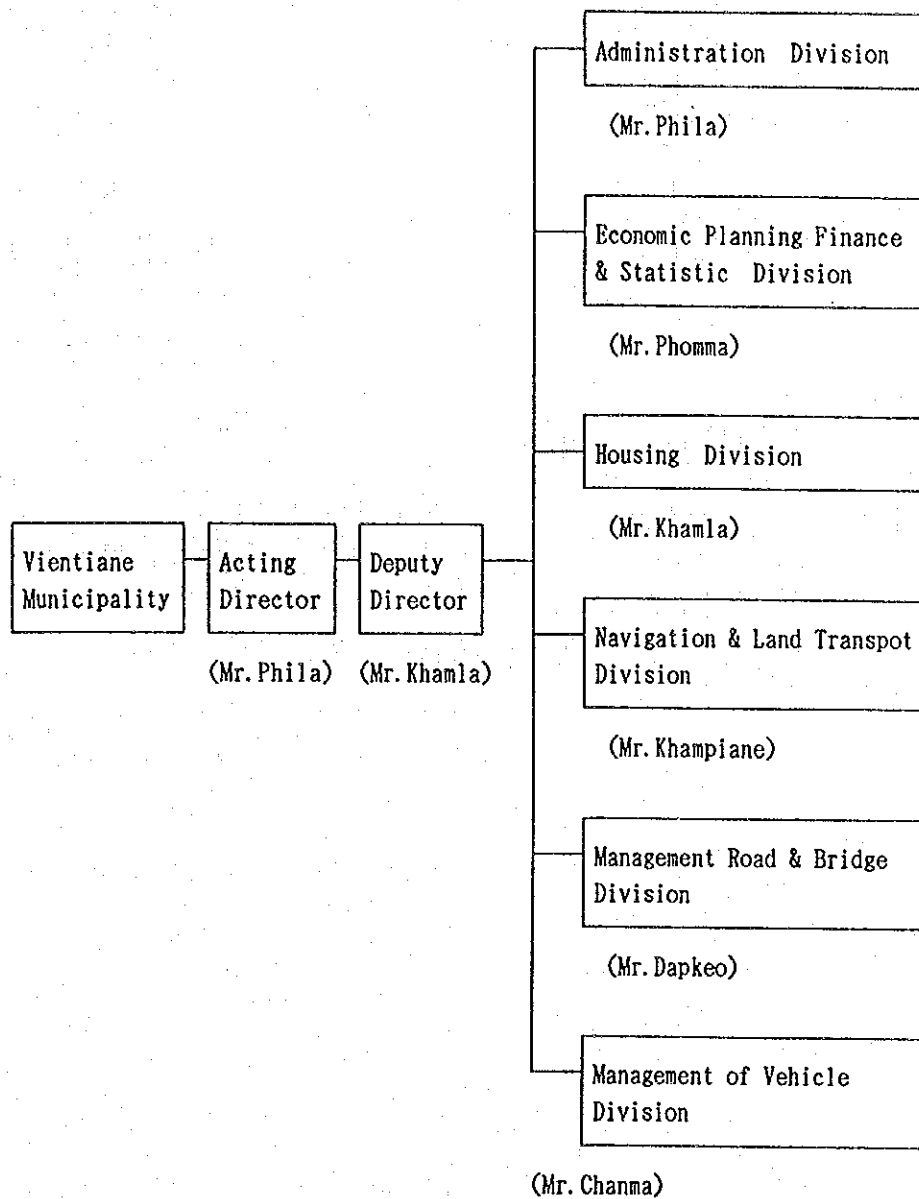 Administration Division
(Mr. Phila)
Economic Planning Finance
& Statistic Division
(Mr. Phomma)
Housing Division
(Mr. Khamla)
Vientiane
Municipality
Acting
Director
(Mr. Phila)
Deputy
Director
(Mr. Khamla)
Navigation & Land Transpot
Division
(Mr. Khampiane)
Management Road & Bridge
Division
(Mr. Dapkeo)
Management of Vehicle
Division
(Mr. Chanma)